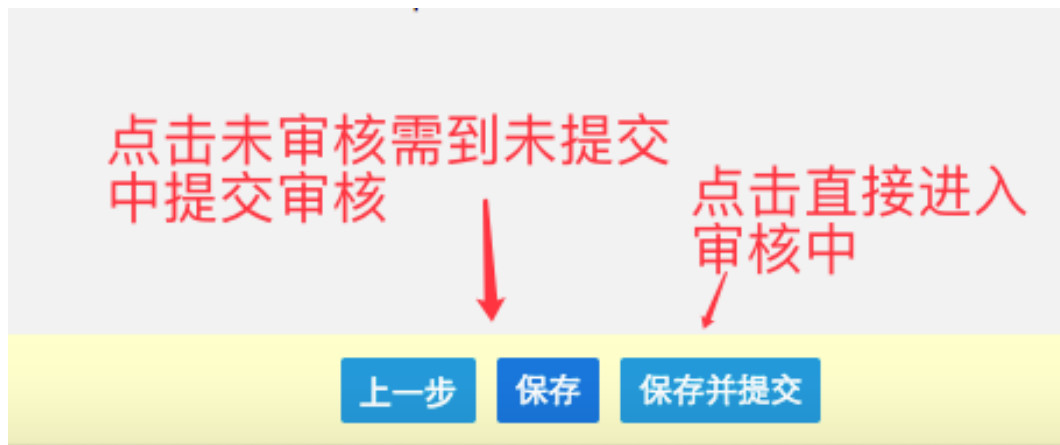 点击未审核需到未提交
中提交审核
点击直接进入
审核中
上一步
保存
保存并提交